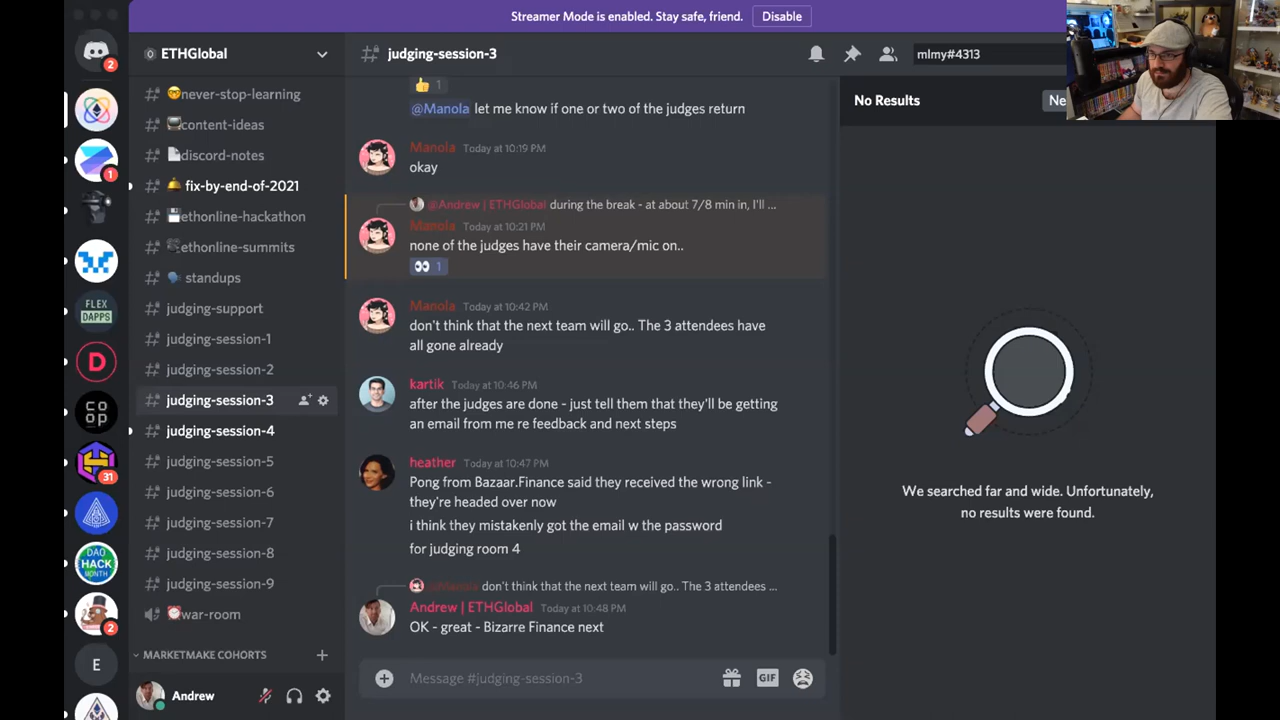 Streamer Mode is enabled. Stay safe, friend.
Disable
2
ETHGlobal
judging-session-3
mlmy#4313
never-stop-learning
content-ideas
discord-notes
fix-by-end-of-2021
ethonline-hackathon
ethonline-summits
standups
judging-support
judging-session-1
judging-session-2
judging-session-3
judging-session-4
judging-session-5
judging-session-6
judging-session-7
judging-session-8
judging-session-9
war-room
MARKETMAKE COHORTS
Andrew
1
FLEX
DAPPS
D
CO
OP
31
DAO
HACK
MONTH
2
E
1
@Manola let me know if one or two of the judges return
Manola Today at 10:19 PM
okay
@Andrew | ETHGlobal during the break - at about 7/8 min in, I'll ...
Manola Today at 10:21 PM
none of the judges have their camera/mic on..
1
Manola Today at 10:42 PM
don't think that the next team will go.. The 3 attendees have
all gone already
kartik Today at 10:46 PM
after the judges are done - just tell them that they'll be getting
an email from me re feedback and next steps
heather Today at 10:47 PM
Pong from Bazaar.Finance said they received the wrong link -
they're headed over now
i think they mistakenly got the email w the password
for judging room 4
@Manola don't think that the next team will go.. The 3 attendees ...
Andrew | ETHGlobal Today at 10:48 PM
OK - great - Bizarre Finance next
Message #judging-session-3
GIF
No Results
Ne
We searched far and wide. Unfortunately,
no results were found.